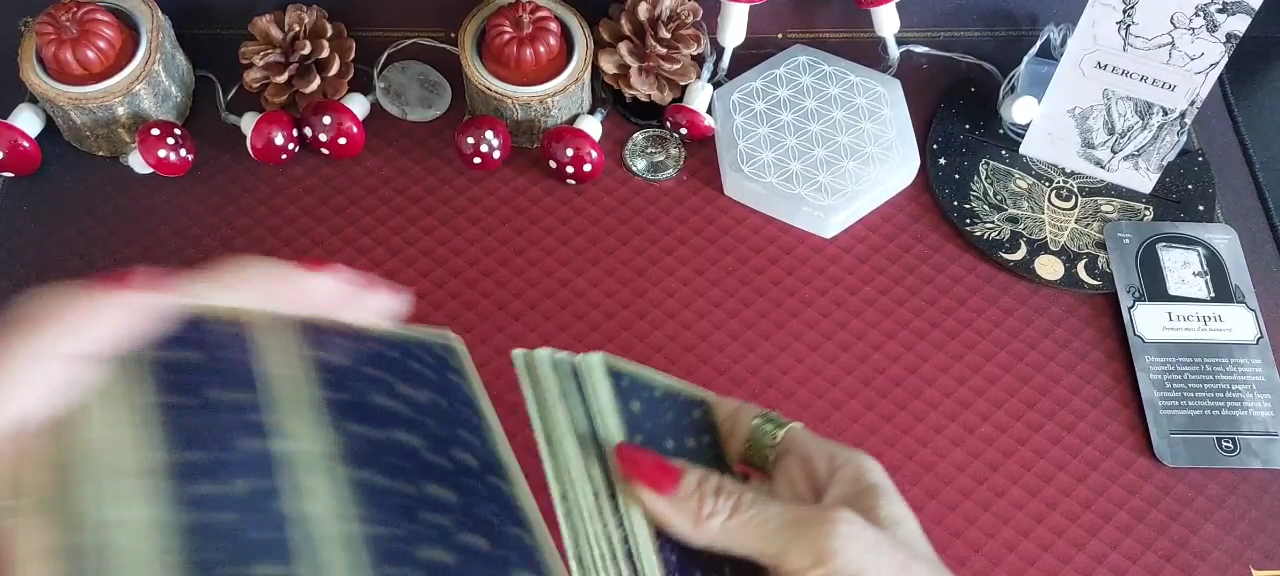 MERCREDI
Incipit
Premiers mots d'un manuscrit.
Démarrez-vous un nouveau projet, une
nouvelle histoire ? Si oui, elle pourrait
être pleine d'heureux rebondissements.
Si non, vous pourriez gagner à
formuler vos envies ou désirs, de façon
courte et accrocheuse pour mieux les
communiquer et en décupler l'impact.
8